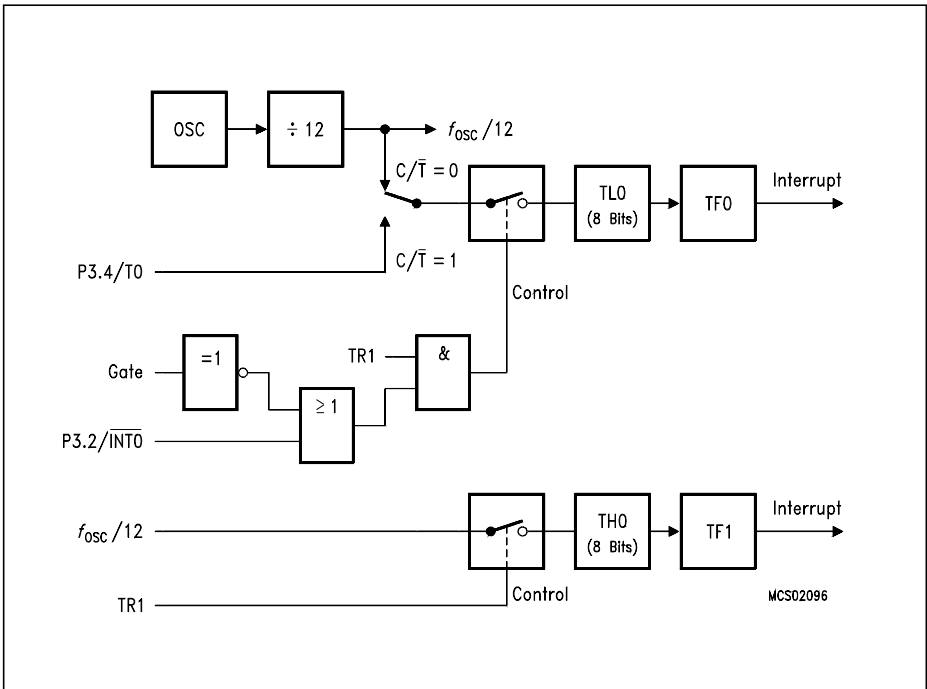 OSC
÷ 12
fOSC/12
C/T̅ = 0
Interrupt
TL0
(8 Bits)
TF0
P3.4/T0
C/T̅ = 1
Control
TR1
&
Gate
=1
≥ 1
P3.2/I̅N̅T̅0̅
fOSC/12
TH0
(8 Bits)
TF1
Interrupt
TR1
Control
MCS02096